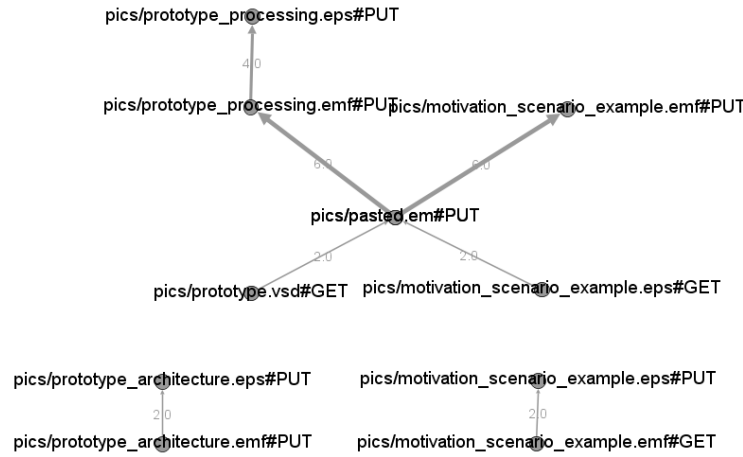 pics/prototype_processing.eps#PUT
4.0
pics/prototype_processing.emf#PUT
pics/motivation_scenario_example.emf#PUT
6.0
6.0
pics/pasted.em#PUT
2.0
2.0
pics/prototype.vsd#GET
pics/motivation_scenario_example.eps#GET
pics/prototype_architecture.eps#PUT
pics/motivation_scenario_example.eps#PUT
2.0
2.0
pics/prototype_architecture.emf#PUT
pics/motivation_scenario_example.emf#GET